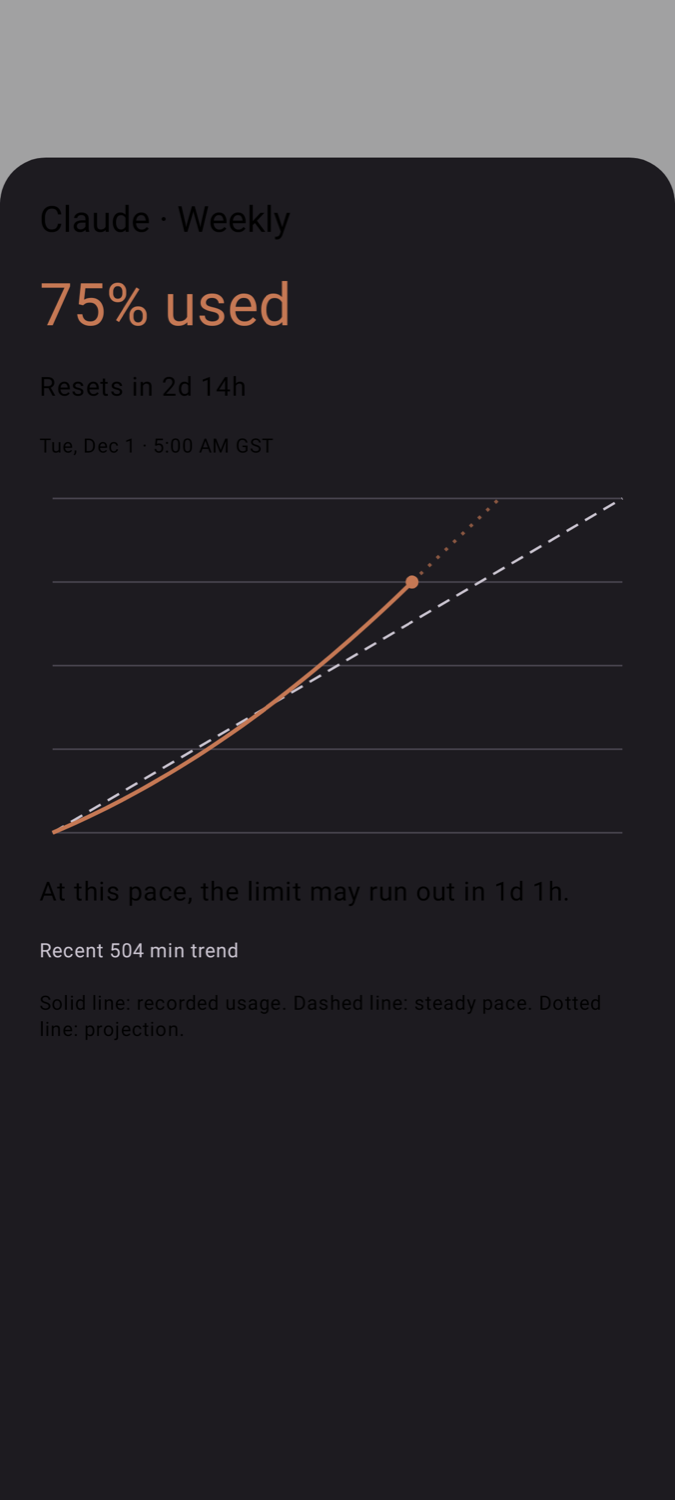 Claude · Weekly
75% used
Resets in 2d 14h
Tue, Dec 1 · 5:00 AM GST
At this pace, the limit may run out in 1d 1h.
Recent 504 min trend
Solid line: recorded usage. Dashed line: steady pace. Dotted
line: projection.